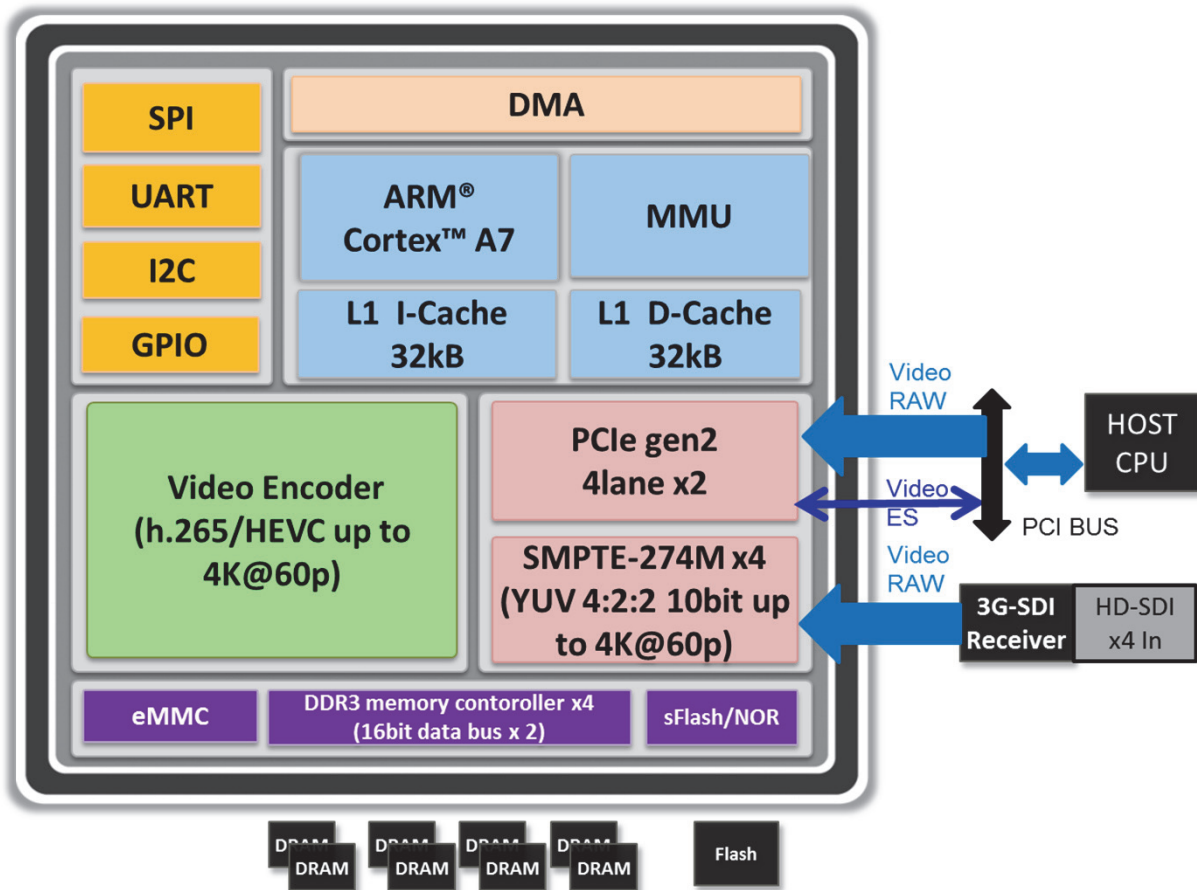 SPI
UART
I2C
GPIO
DMA
ARM®
Cortex™ A7
MMU
L1 I-Cache
32kB
L1 D-Cache
32kB
Video Encoder
(h.265/HEVC up to
4K@60p)
PCIe gen2
4lane x2
SMPTE-274M x4
(YUV 4:2:2 10bit up
to 4K@60p)
Video
RAW
Video
ES
PCI BUS
HOST
CPU
Video
RAW
3G-SDI
Receiver
HD-SDI
x4 In
eMMC
DDR3 memory contoroller x4
(16bit data bus x 2)
sFlash/NOR
DRAM
DRAM
DRAM
DRAM
DRAM
DRAM
DRAM
DRAM
Flash